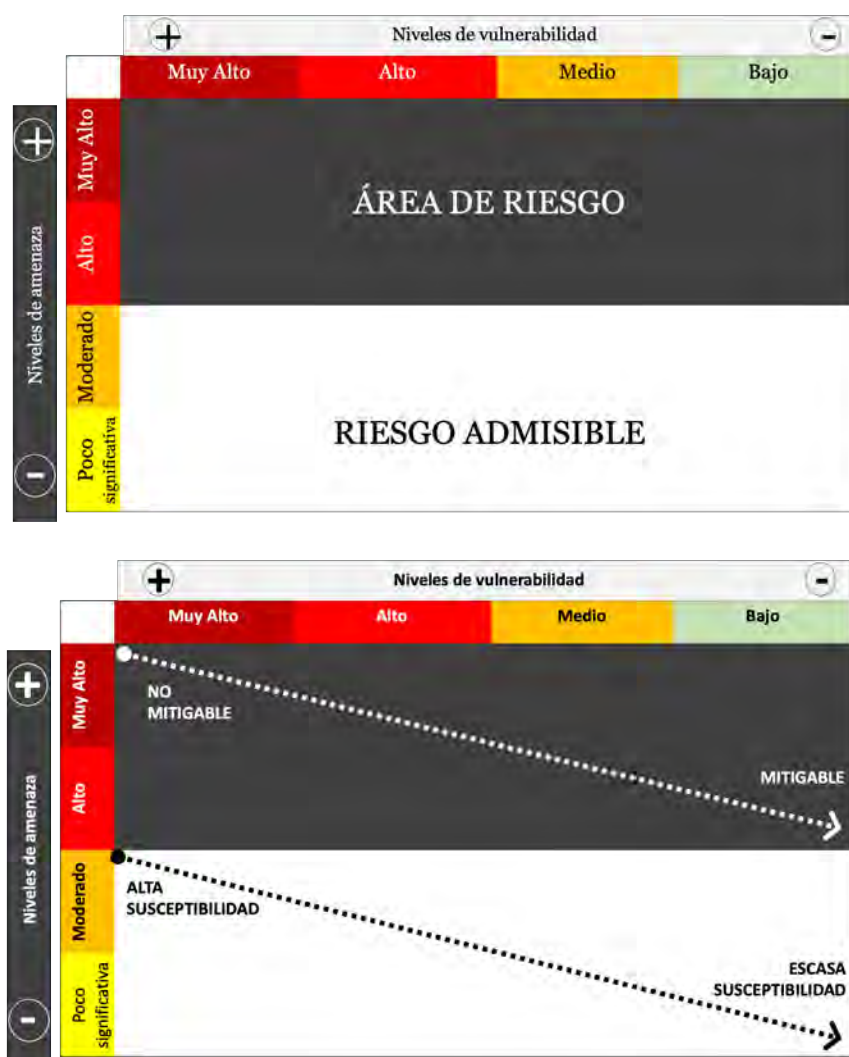 + Niveles de vulnerabilidad -
Muy Alto Alto Medio Bajo
+
Niveles de amenaza
-
Muy Alto
Alto
Moderado
Poco
significativa
ÁREA DE RIESGO
RIESGO ADMISIBLE
+ Niveles de vulnerabilidad -
Muy Alto Alto Medio Bajo
+
Niveles de amenaza
-
Muy Alto
Alto
Moderado
Poco
significativa
NO
MITIGABLE
MITIGABLE
ALTA
SUSCEPTIBILIDAD
ESCASA
SUSCEPTIBILIDAD